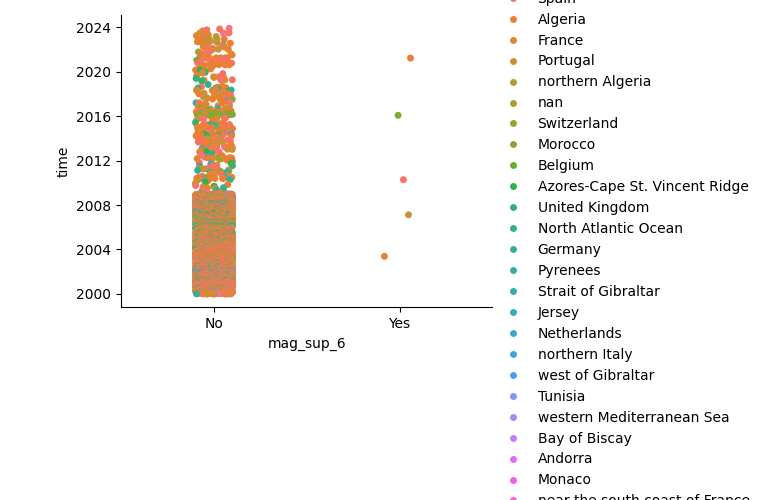 2024
2020
2016
2012
2008
2004
2000
time
No
Yes
mag_sup_6
Spain
Algeria
France
Portugal
northern Algeria
nan
Switzerland
Morocco
Belgium
Azores-Cape St. Vincent Ridge
United Kingdom
North Atlantic Ocean
Germany
Pyrenees
Strait of Gibraltar
Jersey
Netherlands
northern Italy
west of Gibraltar
Tunisia
western Mediterranean Sea
Bay of Biscay
Andorra
Monaco
near the south coast of France